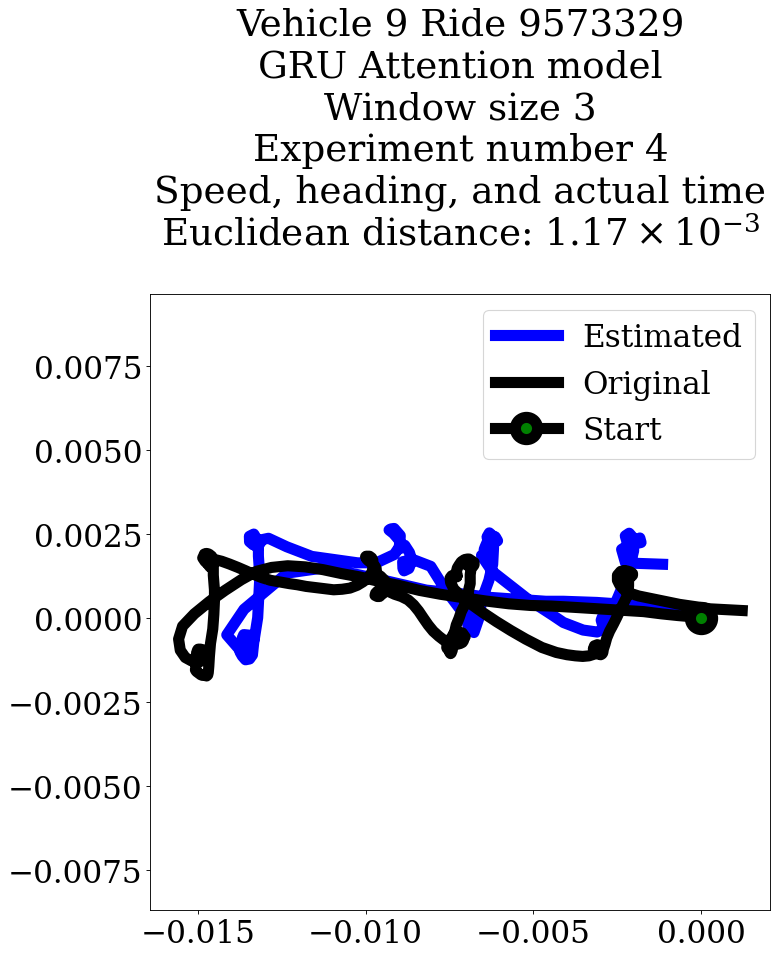 Vehicle 9 Ride 9573329
GRU Attention model
Window size 3
Experiment number 4
Speed, heading, and actual time
Euclidean distance: 1.17 × 10⁻³
Estimated
Original
Start
0.0075
0.0050
0.0025
0.0000
−0.0025
−0.0050
−0.0075
−0.015 −0.010 −0.005 0.000